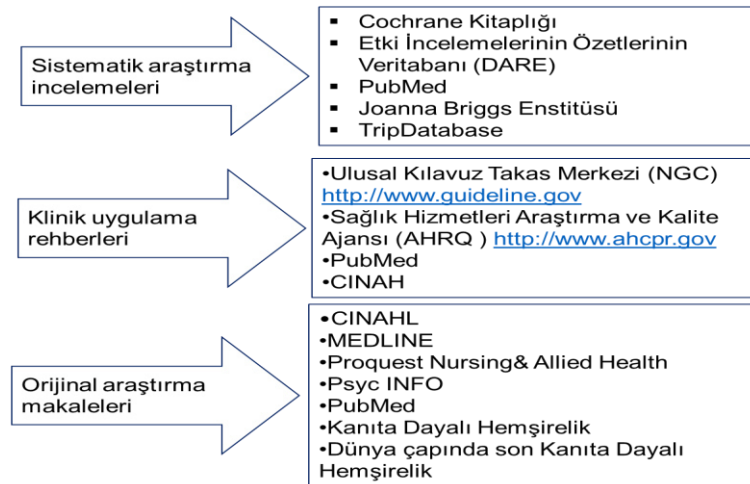 Sistematik araştırma
incelemeleri
▪ Cochrane Kitaplığı
▪ Etki İncelemelerinin Özetlerinin
Veritabanı (DARE)
▪ PubMed
▪ Joanna Briggs Enstitüsü
▪ TripDatabase
Klinik uygulama
rehberleri
•Ulusal Kılavuz Takas Merkezi (NGC)
http://www.guideline.gov
•Sağlık Hizmetleri Araştırma ve Kalite
Ajansı (AHRQ ) http://www.ahcpr.gov
•PubMed
•CINAH
Orijinal araştırma
makaleleri
•CINAHL
•MEDLINE
•Proquest Nursing& Allied Health
•Psyc INFO
•PubMed
•Kanıta Dayalı Hemşirelik
•Dünya çapında son Kanıta Dayalı
Hemşirelik